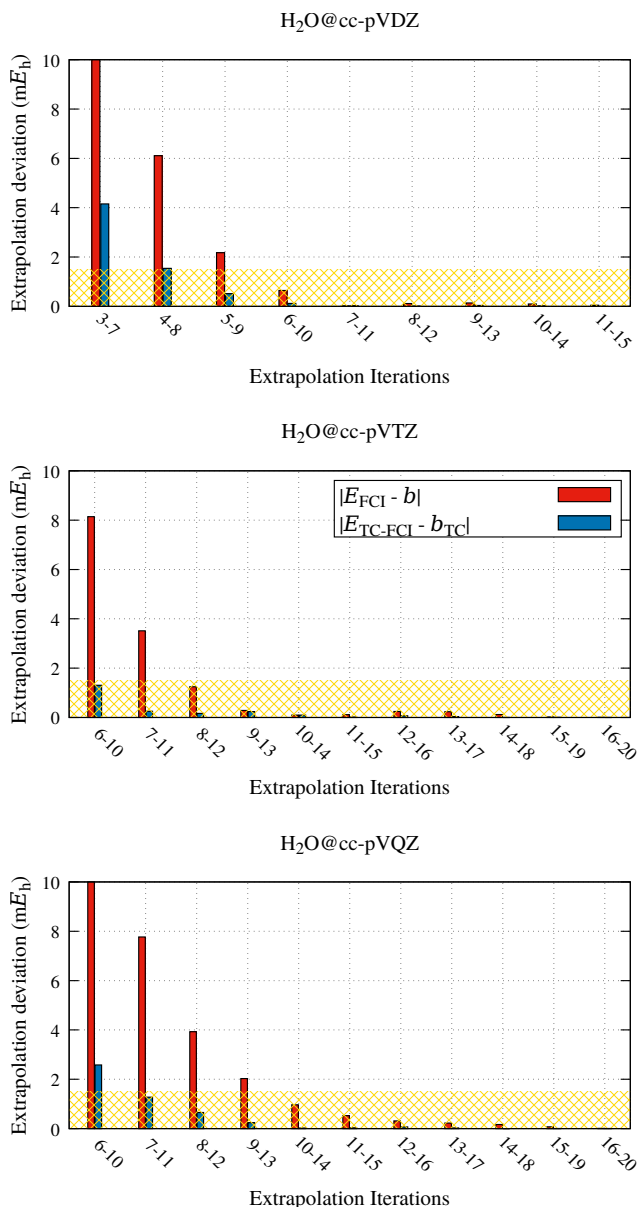 H₂O@cc-pVDZ
Extrapolation deviation (mEₕ)
10
8
6
4
2
0
3-7 4-8 5-9 6-10 7-11 8-12 9-13 10-14 11-15
Extrapolation Iterations
H₂O@cc-pVTZ
Extrapolation deviation (mEₕ)
10
8
6
4
2
0
|E_FCI - b|
|E_TC-FCI - b_TC|
6-10 7-11 8-12 9-13 10-14 11-15 12-16 13-17 14-18 15-19 16-20
Extrapolation Iterations
H₂O@cc-pVQZ
Extrapolation deviation (mEₕ)
10
8
6
4
2
0
6-10 7-11 8-12 9-13 10-14 11-15 12-16 13-17 14-18 15-19 16-20
Extrapolation Iterations